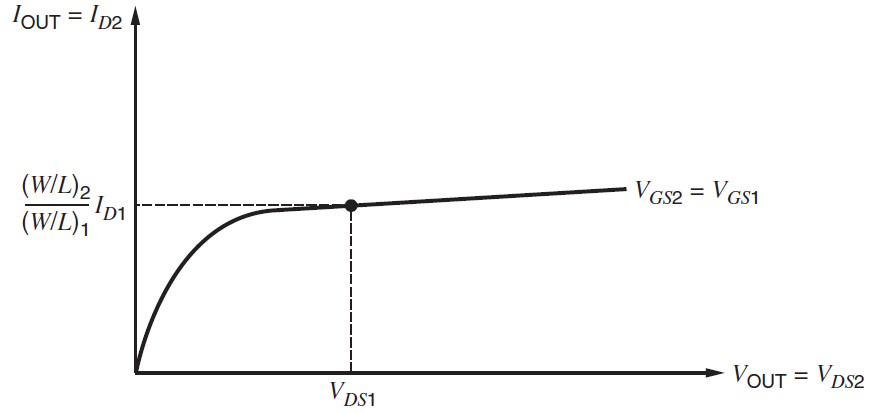 I_OUT = I_D2
(W/L)_2
(W/L)_1
I_D1
V_GS2 = V_GS1
V_DS1
V_OUT = V_DS2